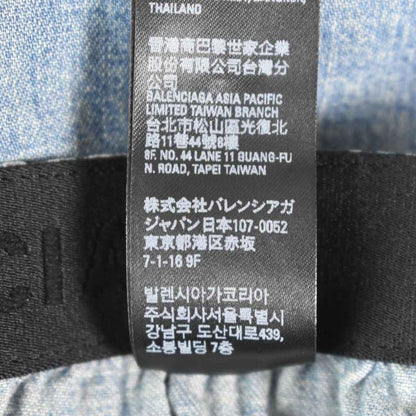 THAILAND
香港商巴黎世家企業
股份有限公司台灣分
公司
BALENCIAGA ASIA PACIFIC
LIMITED TAIWAN BRANCH
台北市松山區光復北
路11巷44號8樓
8F. NO. 44 LANE 11 GUANG-FU
N. ROAD, TAPEI TAIWAN
株式会社バレンシアガ
ジャパン日本107-0052
東京都港区赤坂
7-1-16 9F
발렌시아가코리아
주식회사서울특별시
강남구 도산대로439,
소봉빌딩 7층